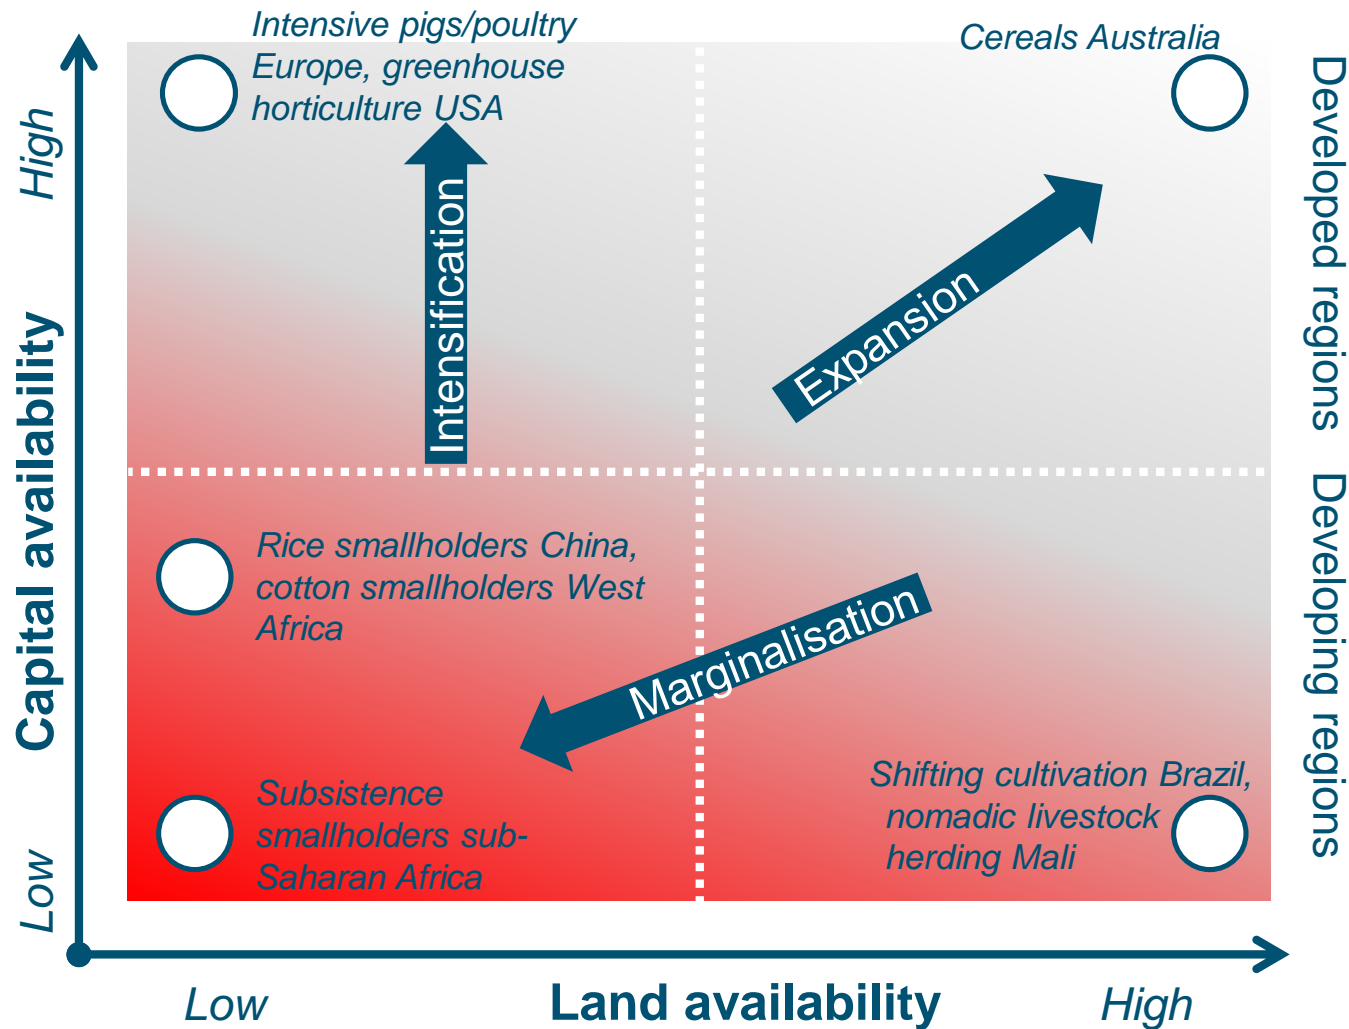 Intensive pigs/poultry
Europe, greenhouse
horticulture USA
Cereals Australia
High
Developed regions
Intensification
Expansion
Capital availability
Rice smallholders China,
cotton smallholders West
Africa
Developing regions
Marginalisation
Subsistence
smallholders sub-
Saharan Africa
Shifting cultivation Brazil,
nomadic livestock
herding Mali
Low
Low
Land availability
High